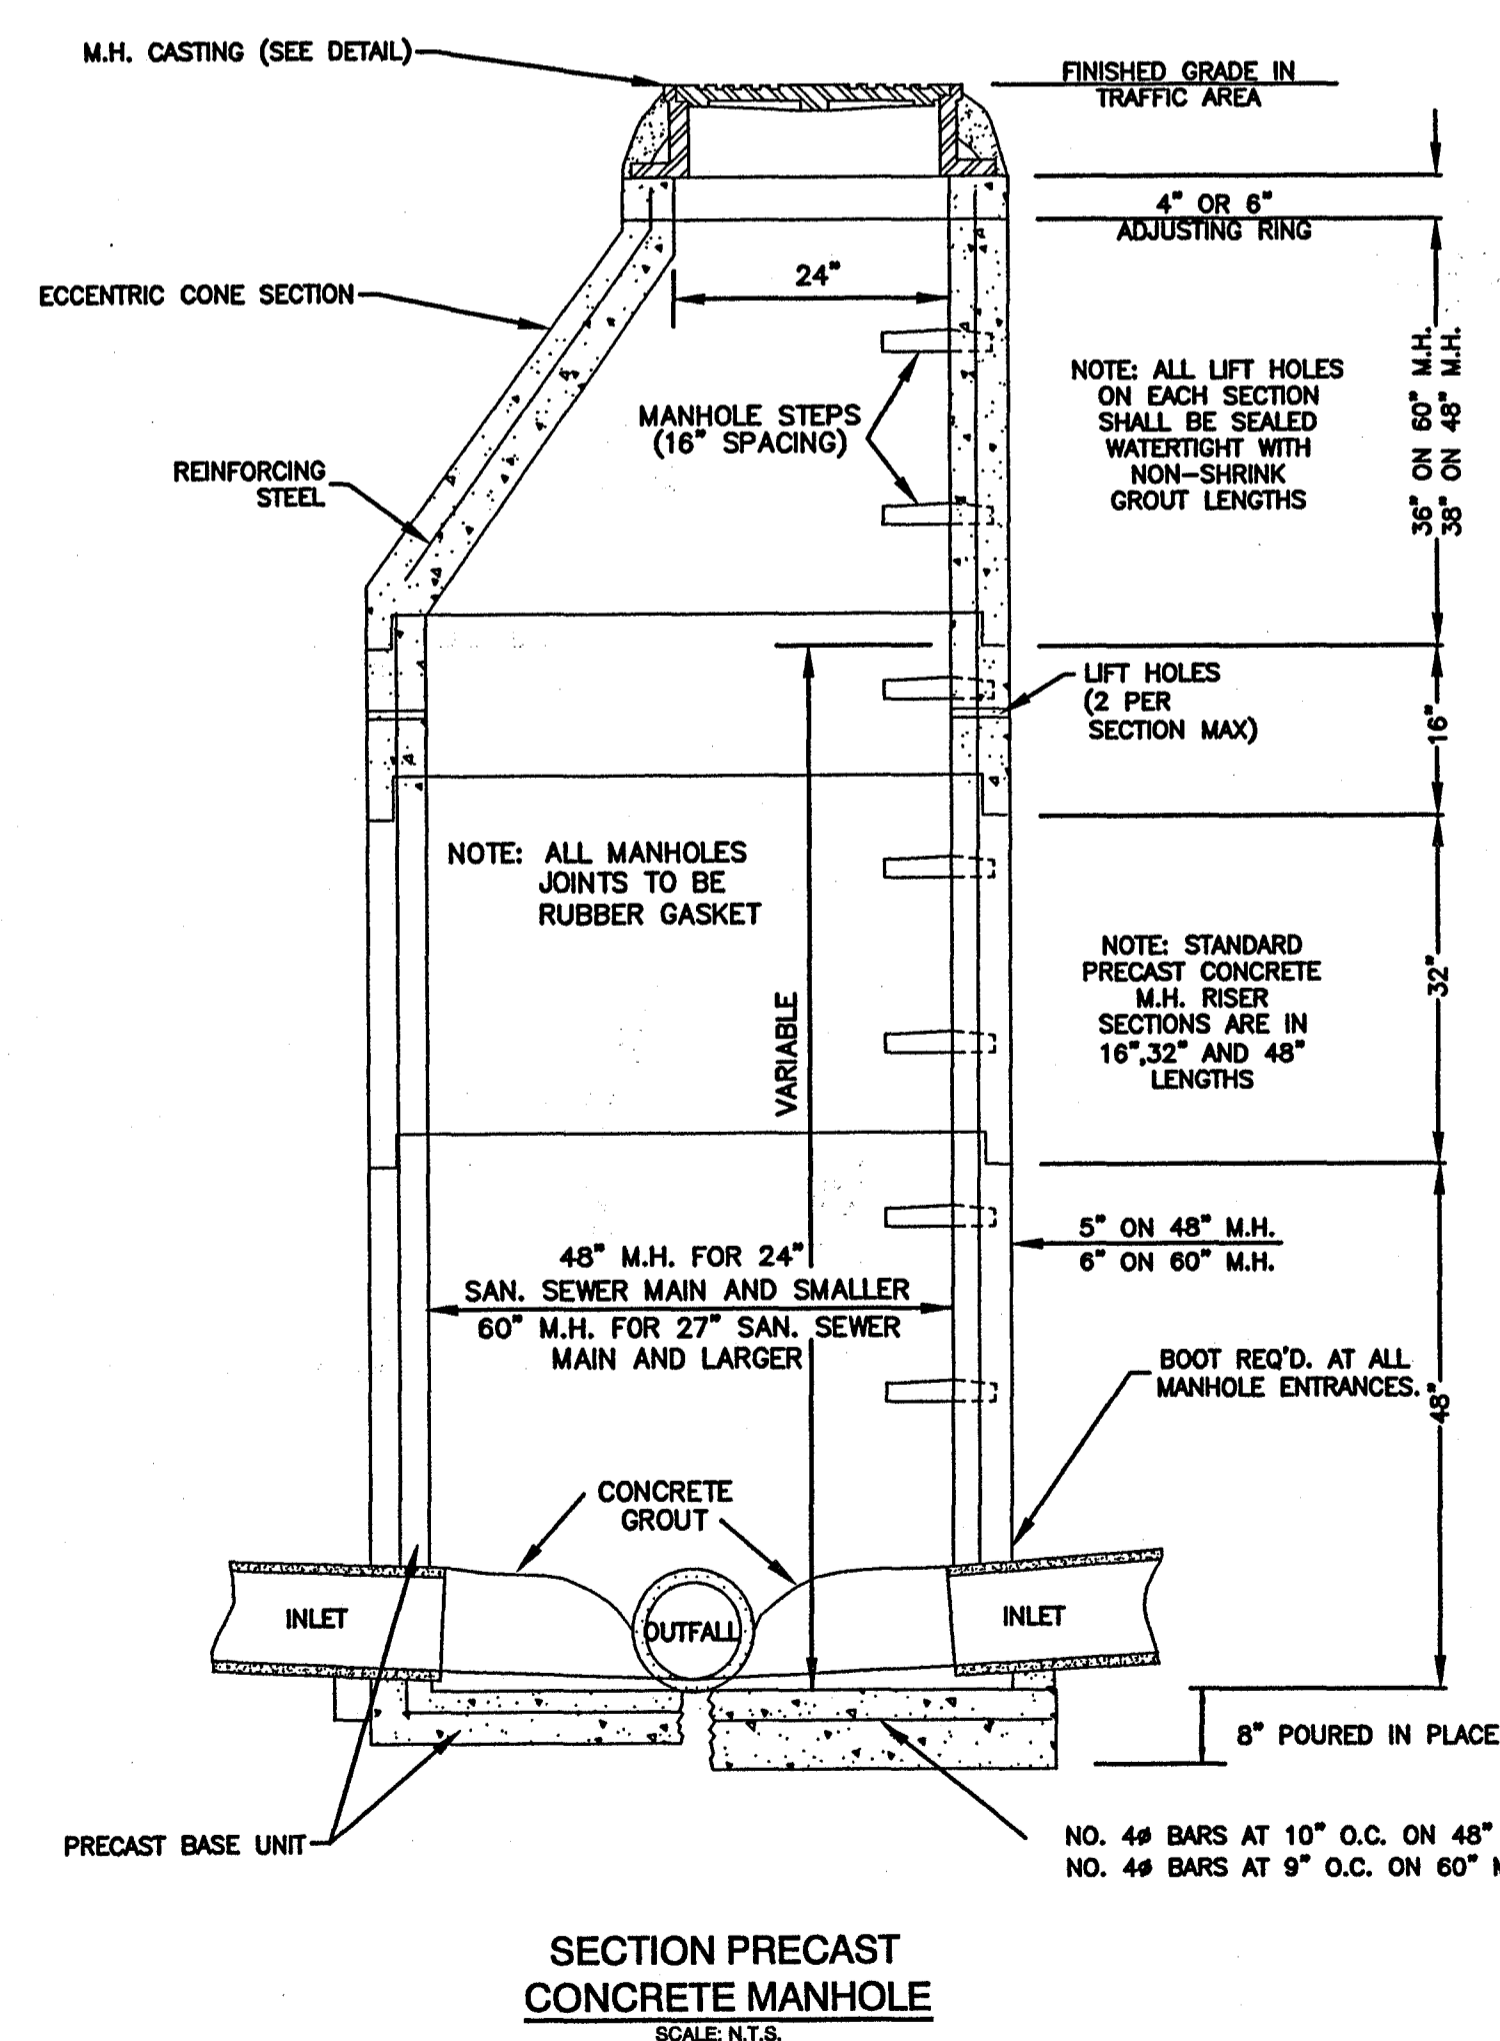 M.H. CASTING (SEE DETAIL)
FINISHED GRADE IN
TRAFFIC AREA
4" OR 6"
ADJUSTING RING
24"
ECCENTRIC CONE SECTION
36" ON 60" M.H.
38" ON 48" M.H.
NOTE: ALL LIFT HOLES
ON EACH SECTION
SHALL BE SEALED
WATERTIGHT WITH
NON-SHRINK
GROUT LENGTHS
MANHOLE STEPS
(16" SPACING)
REINFORCING
STEEL
LIFT HOLES
(2 PER
SECTION MAX)
16"
NOTE: ALL MANHOLES
JOINTS TO BE
RUBBER GASKET
VARIABLE
NOTE: STANDARD
PRECAST CONCRETE
M.H. RISER
SECTIONS ARE IN
16",32" AND 48"
LENGTHS
32"
5" ON 48" M.H.
6" ON 60" M.H.
48" M.H. FOR 24"
SAN. SEWER MAIN AND SMALLER
60" M.H. FOR 27" SAN. SEWER
MAIN AND LARGER
BOOT REQ'D. AT ALL
MANHOLE ENTRANCES.
48"
CONCRETE
GROUT
INLET
OUTFALL
INLET
8" POURED IN PLACE
PRECAST BASE UNIT
NO. 4ø BARS AT 10" O.C. ON 48"
NO. 4ø BARS AT 9" O.C. ON 60"
SECTION PRECAST
CONCRETE MANHOLE
SCALE: N.T.S.